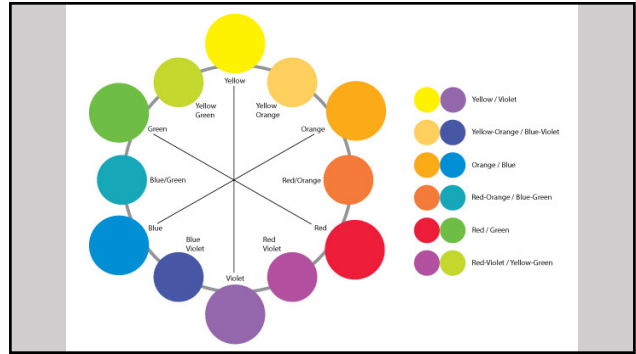 Yellow
Yellow
Green
Yellow
Orange
Green
Orange
Blue/Green
Red/Orange
Blue
Red
Blue
Violet
Red
Violet
Violet
Yellow / Violet
Yellow-Orange / Blue-Violet
Orange / Blue
Red-Orange / Blue-Green
Red / Green
Red-Violet / Yellow-Green